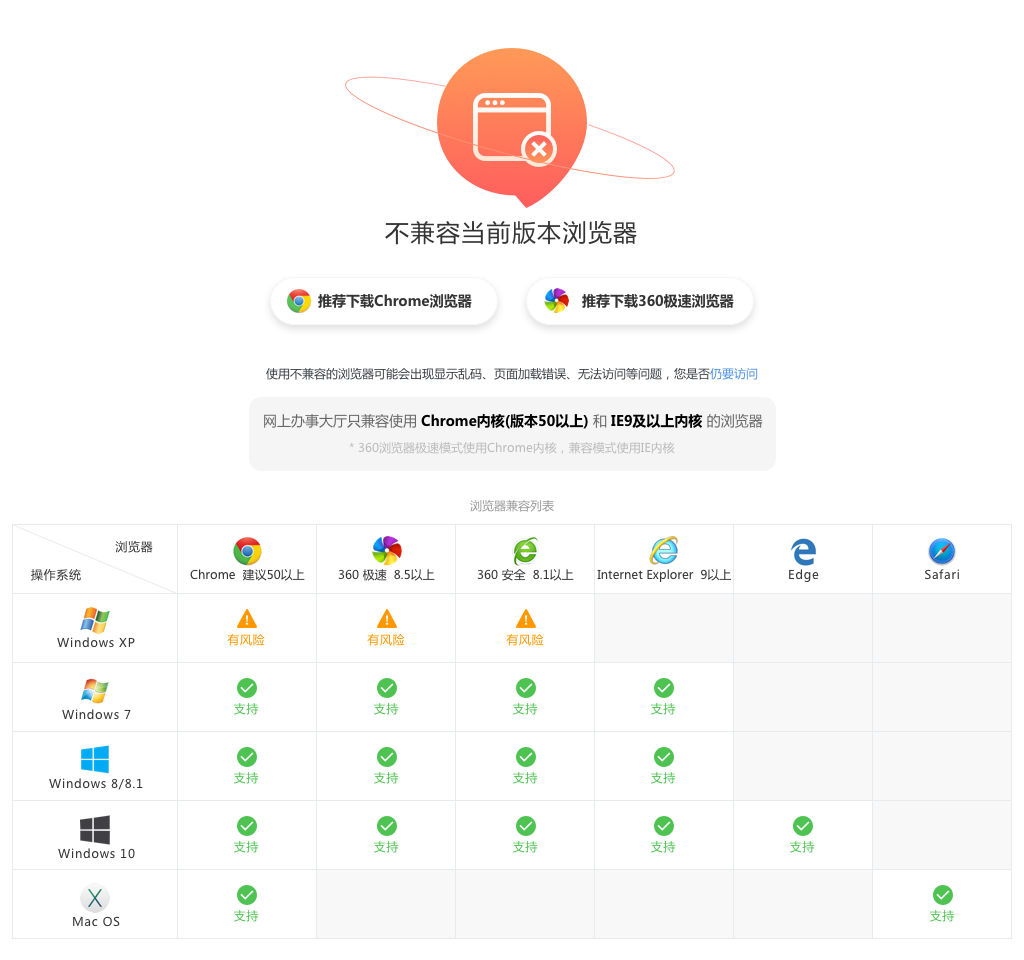 不兼容当前版本浏览器
推荐下载Chrome浏览器
推荐下载360极速浏览器
使用不兼容的浏览器可能会出现显示乱码、页面加载错误、无法访问等问题，您是否仍要访问
网上办事大厅只兼容使用 Chrome内核(版本50以上) 和 IE9及以上内核 的浏览器
* 360浏览器极速模式使用Chrome内核，兼容模式使用IE内核
浏览器兼容列表
浏览器
操作系统
Chrome 建议50以上
360 极速 8.5以上
360 安全 8.1以上
Internet Explorer 9以上
Edge
Safari
Windows XP
有风险
有风险
有风险
Windows 7
支持
支持
支持
支持
Windows 8/8.1
支持
支持
支持
支持
Windows 10
支持
支持
支持
支持
支持
Mac OS
支持
支持